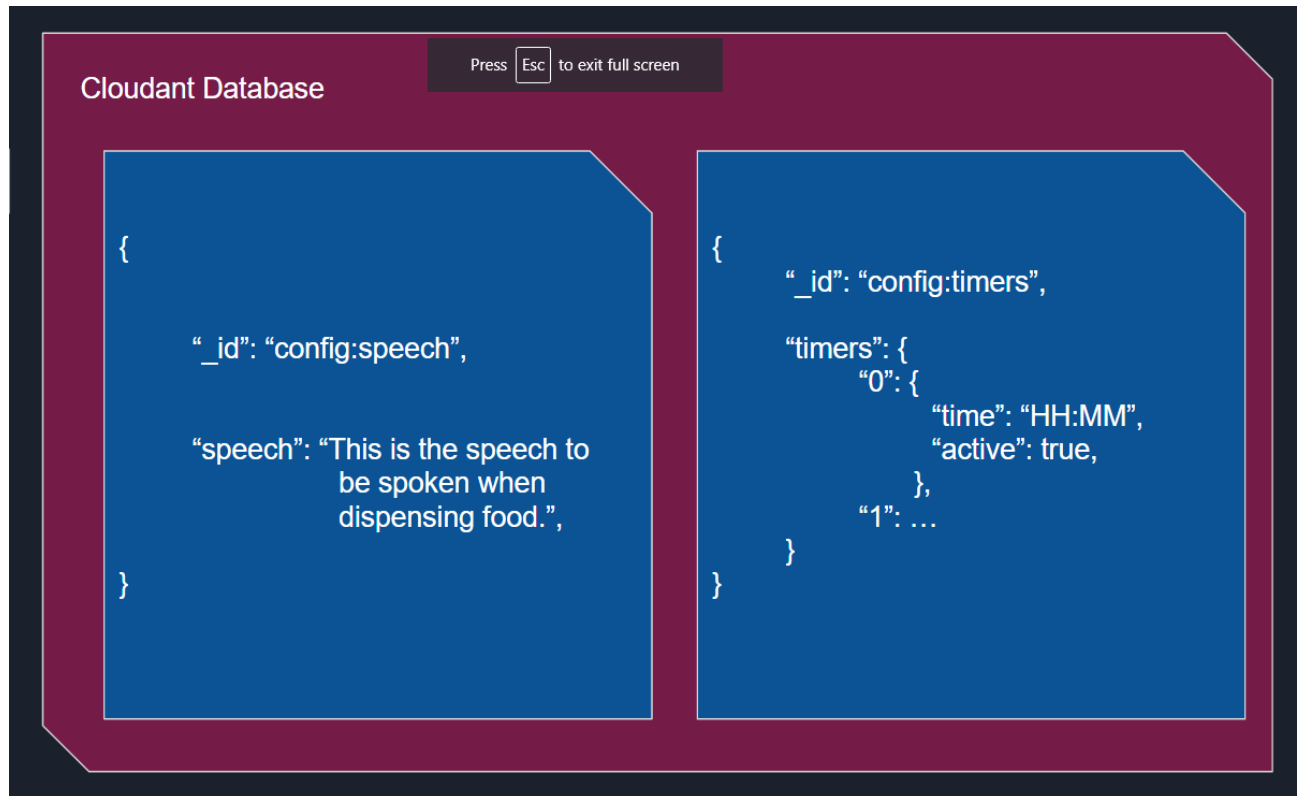 Press Esc to exit full screen
Cloudant Database
{
“_id”: “config:speech”,
“speech”: “This is the speech to
be spoken when
dispensing food.”,
}
{
“_id”: “config:timers”,
“timers”: {
“0”: {
“time”: “HH:MM”,
“active”: true,
},
“1”: …
}
}